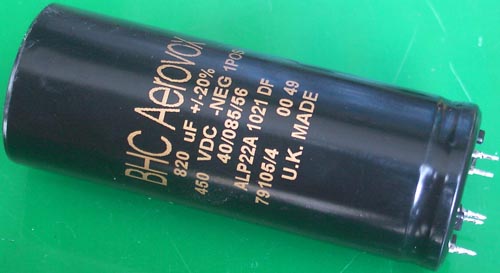 BHC Aerovox
820 uF +/-20%
450 VDC -NEG 1POS
40/085/56
ALP22A 1021 DF
79105/4 00 49
U.K. MADE